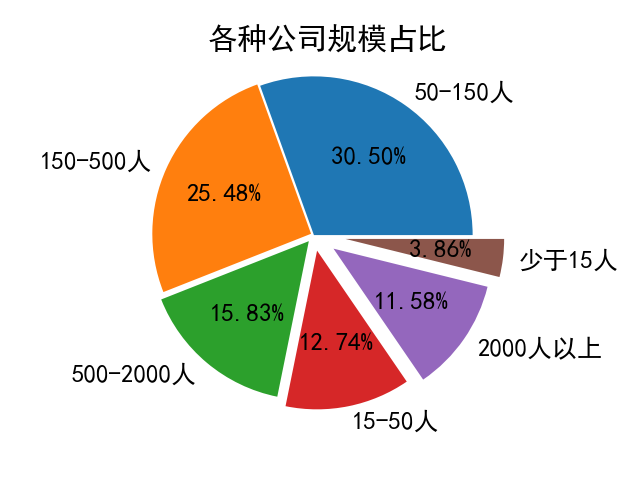 各种公司规模占比
50-150人
30.50%
150-500人
25.48%
3.86%
少于15人
11.58%
15.83%
12.74%
2000人以上
500-2000人
15-50人